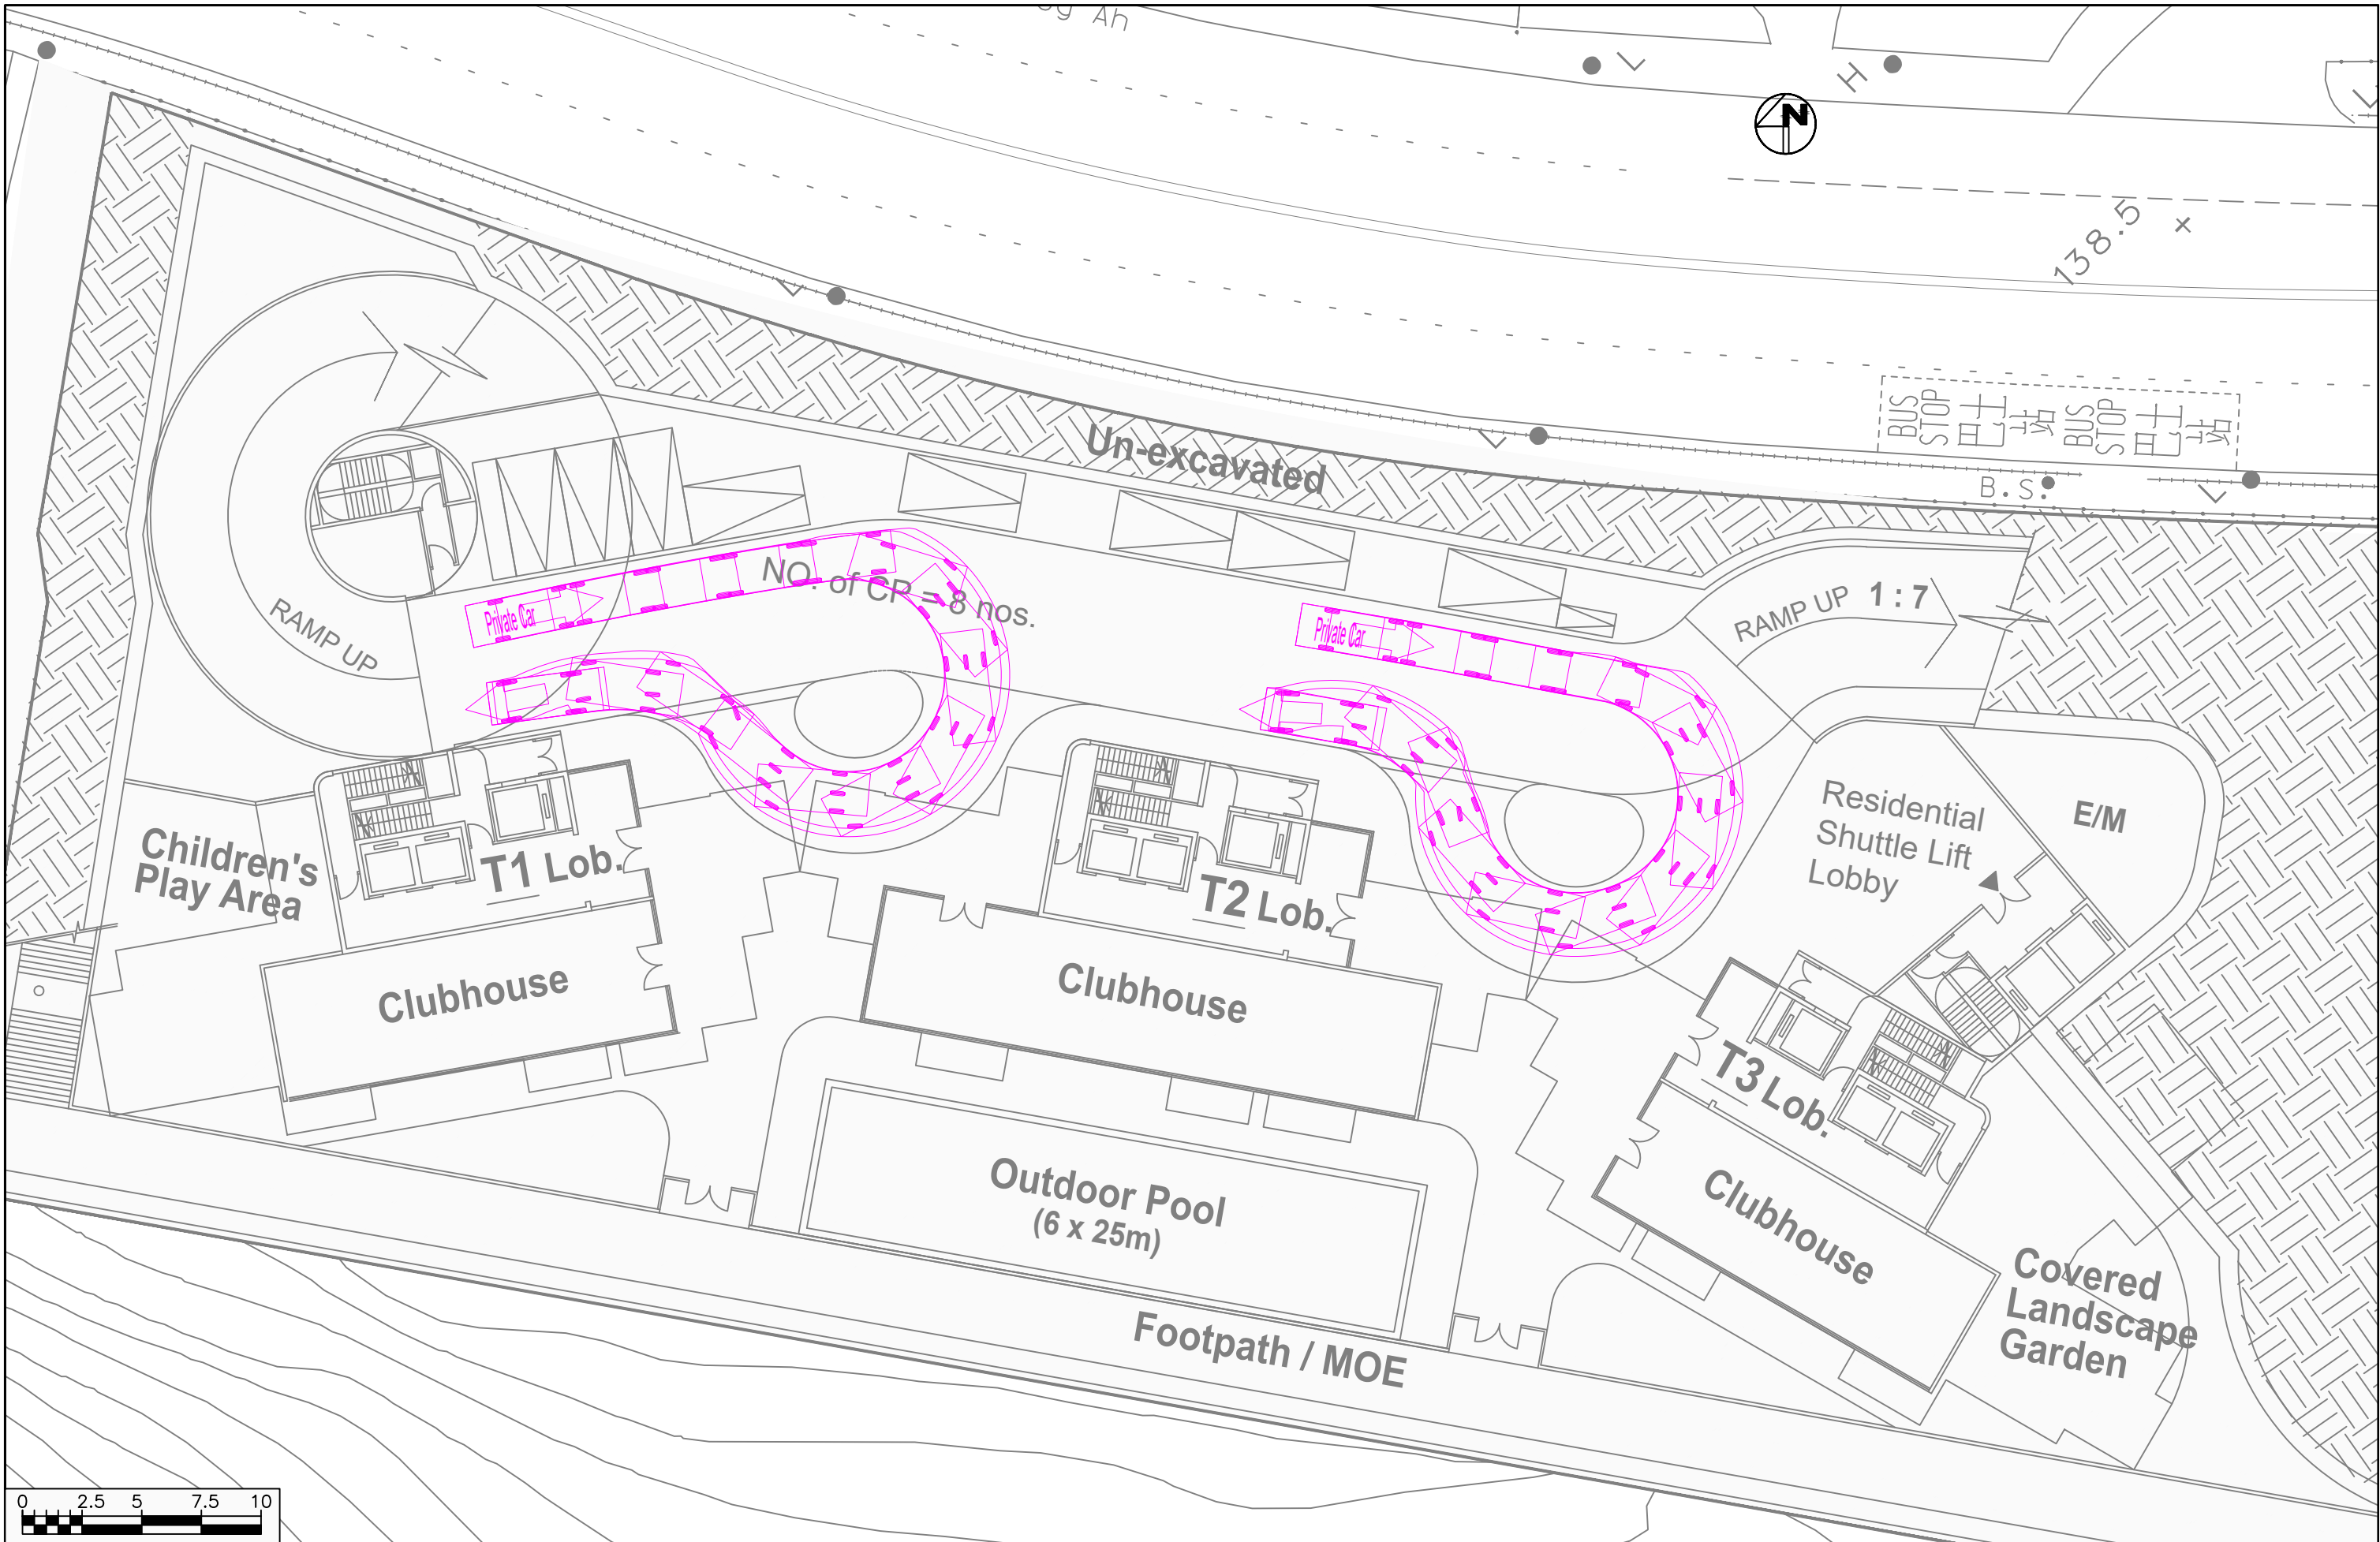 L
H
N
138.5
L
L
BUS
STOP
巴士站
BUS
STOP
巴士站
Un-excavated
L
B.S.
L
NO. of CP = 8 nos.
Private Car
Private Car
RAMP UP
RAMP UP 1 : 7
Residential
Shuttle Lift
Lobby
E/M
Children's
Play Area
T1 Lob.
T2 Lob.
T3 Lob.
Clubhouse
Clubhouse
Clubhouse
Outdoor Pool
(6 x 25m)
Covered
Landscape
Garden
Footpath / MOE
0 2.5 5 7.5 10